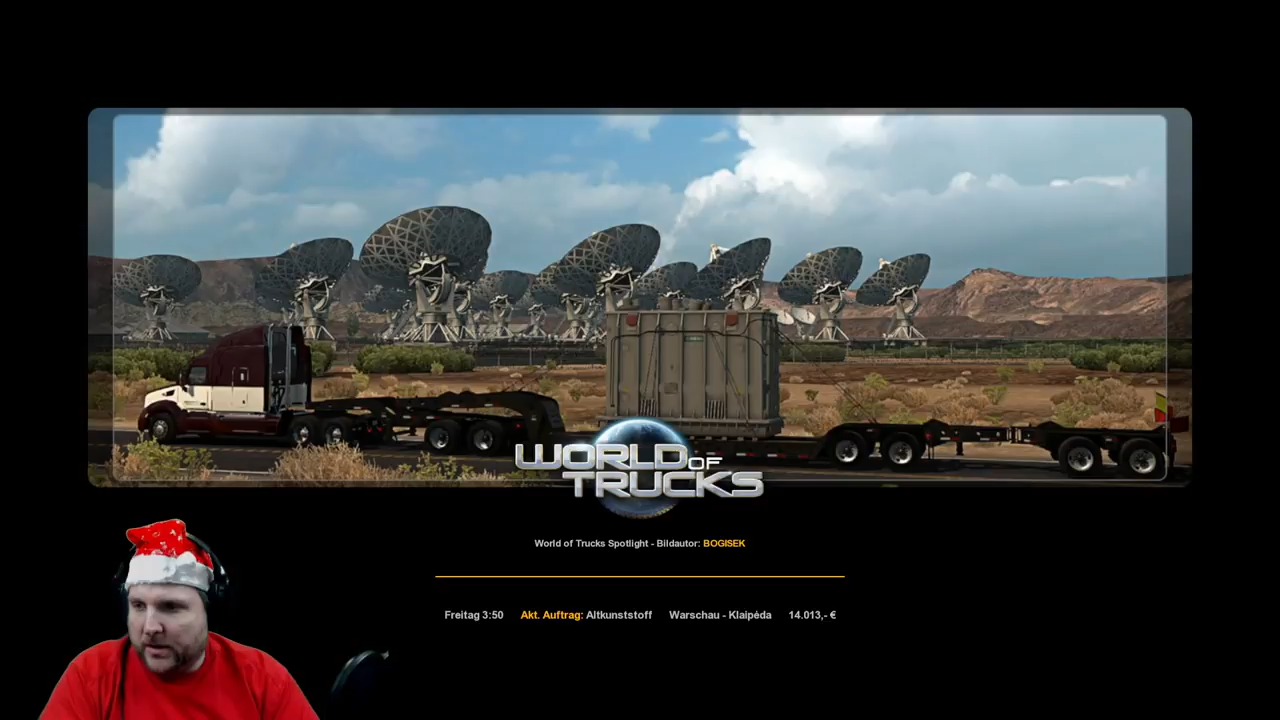 WORLD OF TRUCKS
World of Trucks Spotlight - Bildautor: BOGISEK
Freitag 3:50 Akt. Auftrag: Altkunststoff Warschau - Klaipėda 14.013,- €